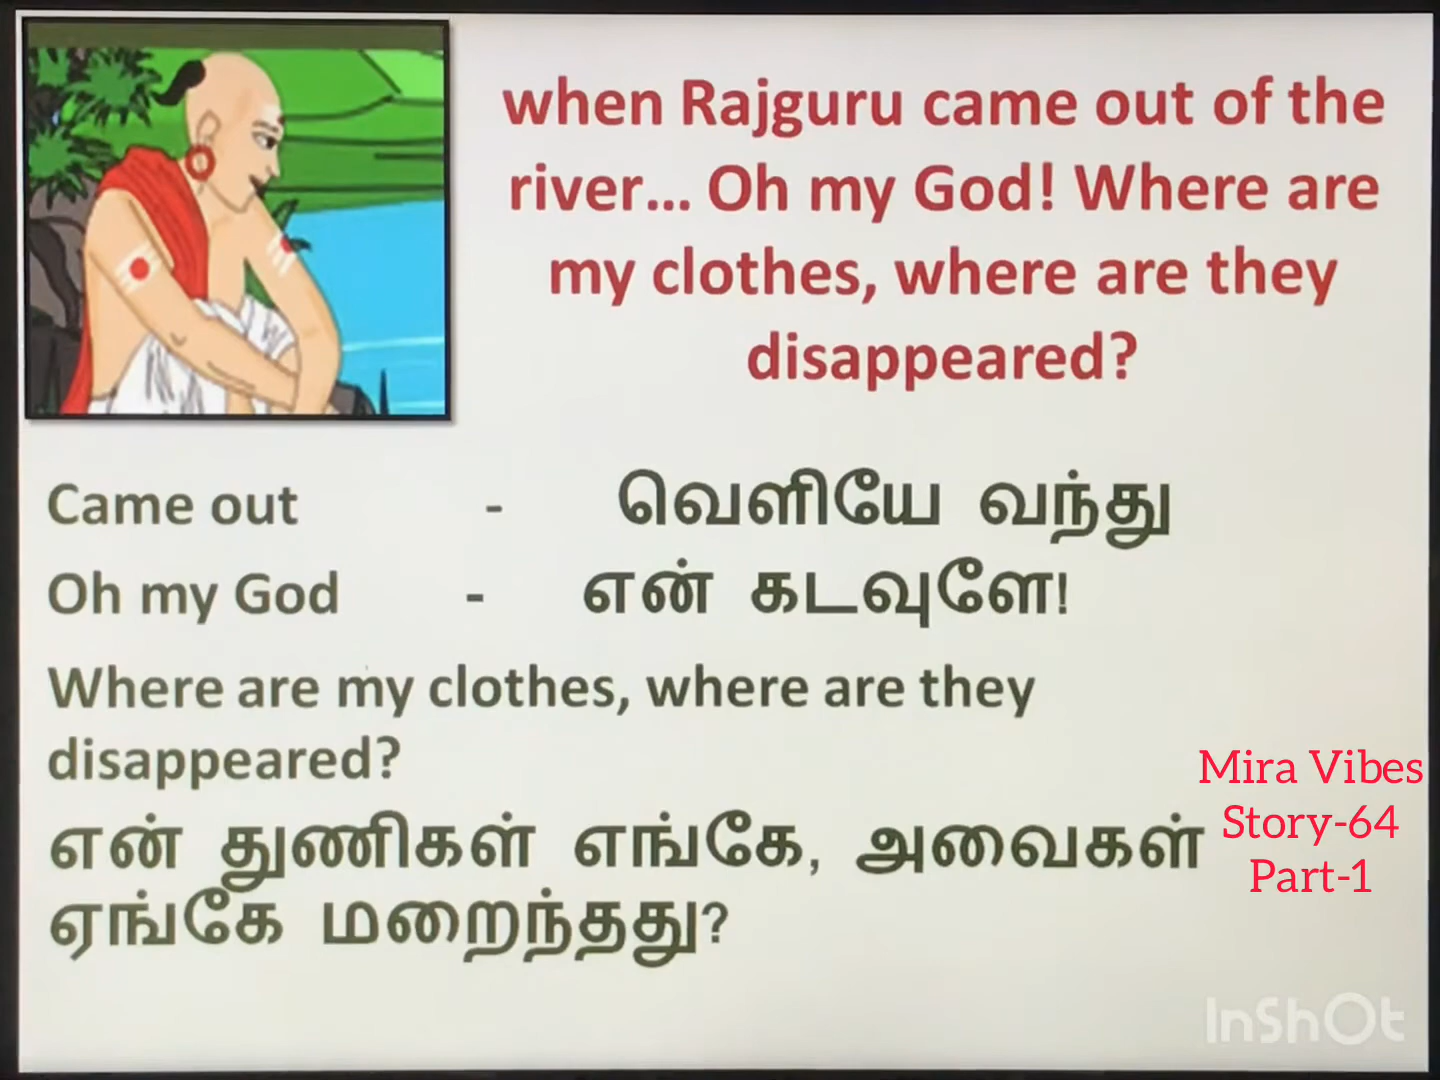 when Rajguru came out of the
river... Oh my God! Where are
my clothes, where are they
disappeared?
Came out - வெளியே வந்து
Oh my God - என் கடவுளே!
Where are my clothes, where are they
disappeared?
என் துணிகள் எங்கே, அவைகள்
ஏங்கே மறைந்தது?
Mira Vibes
Story-64
Part-1
InShOt